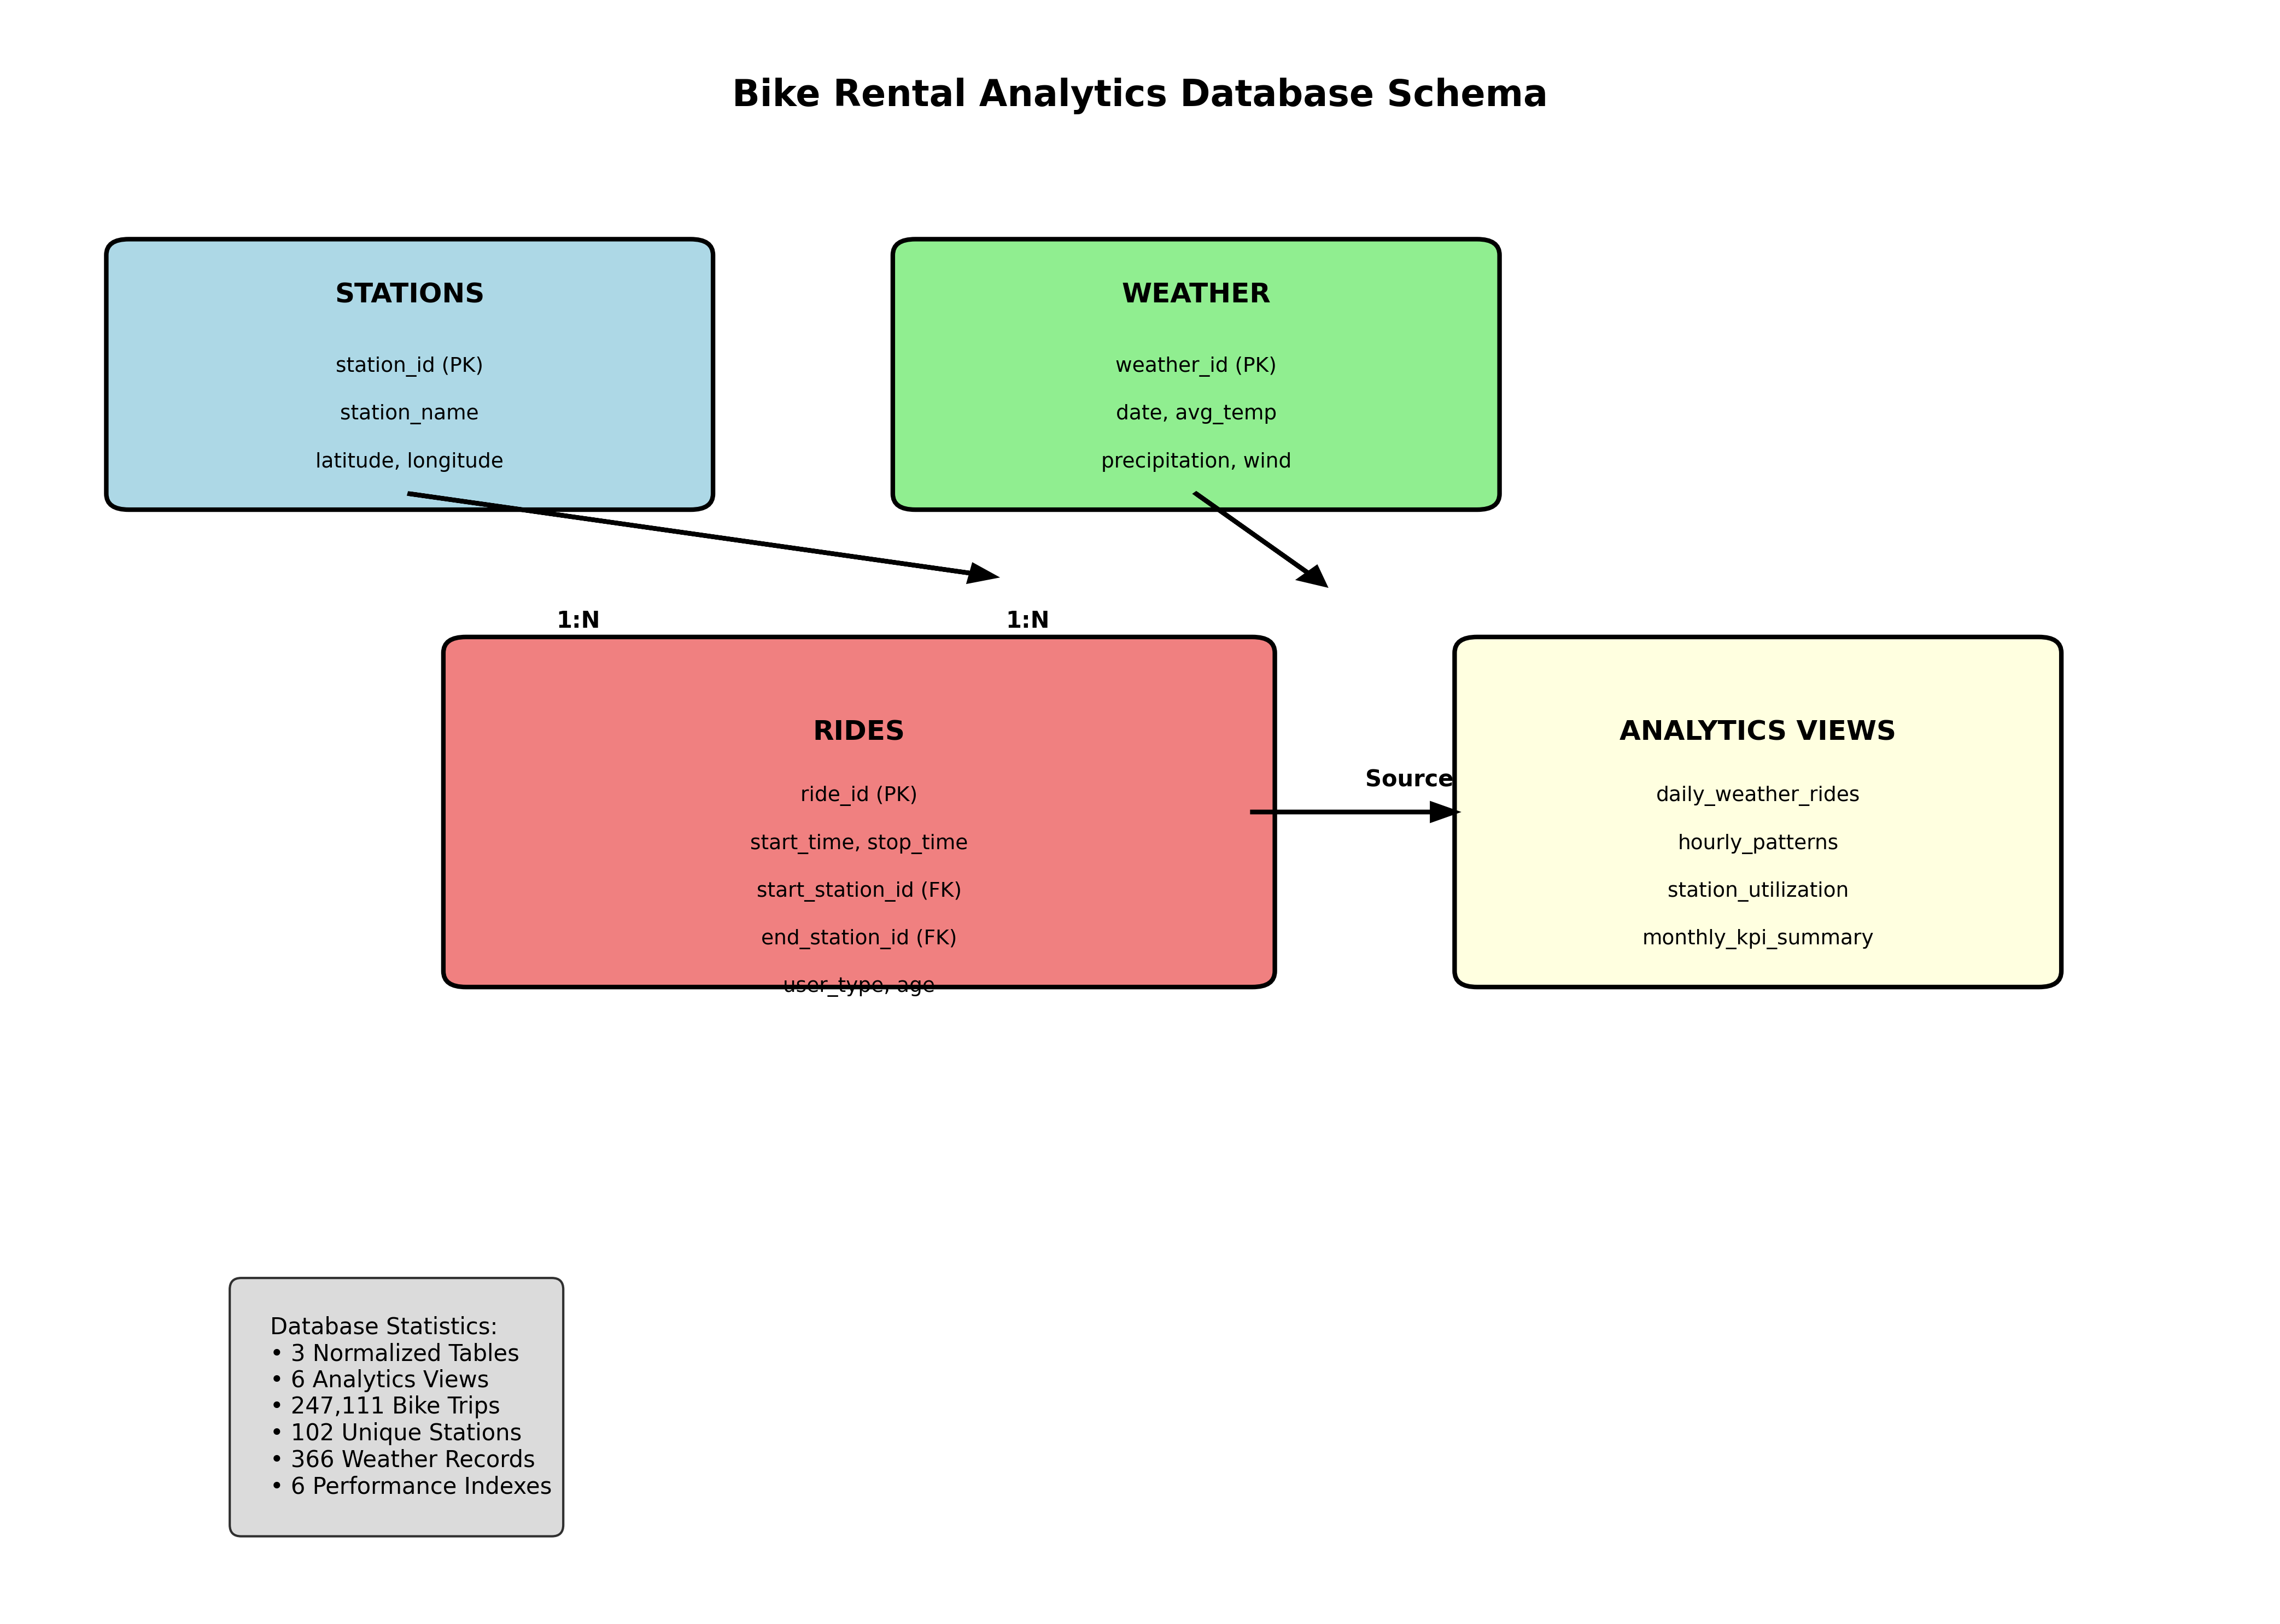 Bike Rental Analytics Database Schema
STATIONS
station_id (PK)
station_name
latitude, longitude
WEATHER
weather_id (PK)
date, avg_temp
precipitation, wind
1:N
1:N
RIDES
ride_id (PK)
start_time, stop_time
start_station_id (FK)
end_station_id (FK)
user_type, age
Source
ANALYTICS VIEWS
daily_weather_rides
hourly_patterns
station_utilization
monthly_kpi_summary
Database Statistics:
• 3 Normalized Tables
• 6 Analytics Views
• 247,111 Bike Trips
• 102 Unique Stations
• 366 Weather Records
• 6 Performance Indexes